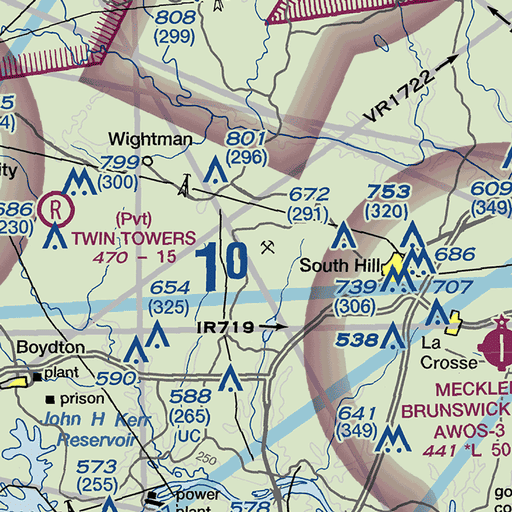 808
(299)
VR1722
Wightman
801
(296)
799
(300)
672
(291)
753
(320)
609
(349)
686
(230)
R
(Pvt)
TWIN TOWERS
470 - 15
10
South Hill
686
739
(306)
707
654
(325)
IR719
538
La
Crosse
Boydton
plant
590
prison
588
(265)
UC
John H Kerr
Reservoir
641
(349)
MECKLEN
BRUNSWICK
AWOS-3
441 *L 50
250
573
(255)
power
plant
578